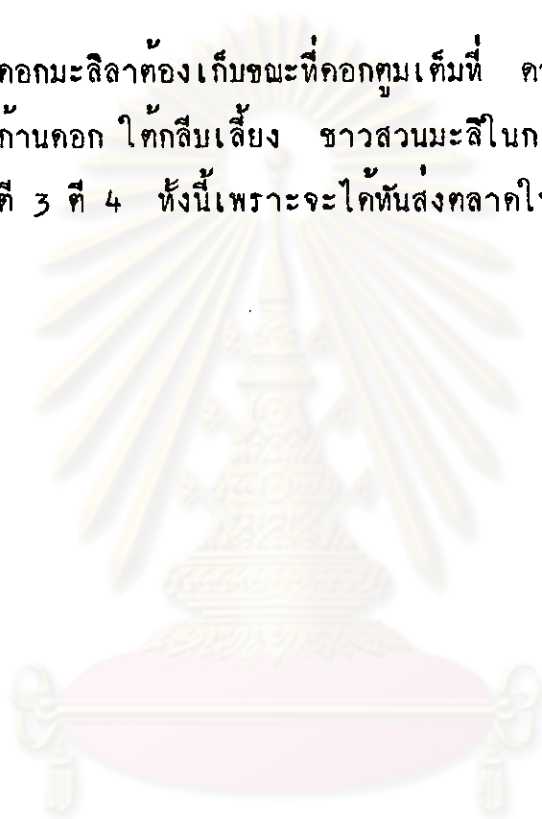 ดอกมะลิลาต้องเก็บขณะที่ดอกตูมเต็มที่
ก้านดอก ใต้กลีบเลี้ยง ชาวสวนมะลิในก
ตี 3 ตี 4 ทั้งนี้เพราะจะได้ทันส่งตลาดใ